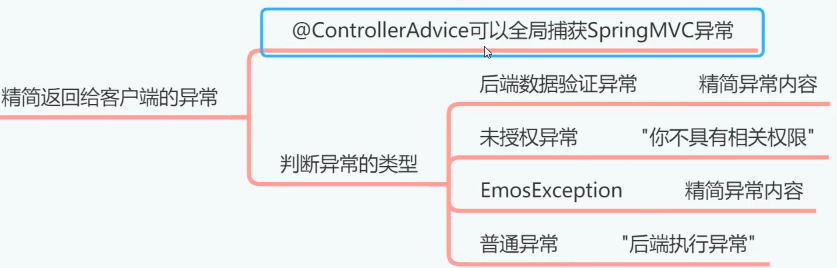 @ControllerAdvice可以全局捕获SpringMVC异常
精简返回给客户端的异常
后端数据验证异常 精简异常内容
未授权异常 "你不具有相关权限"
判断异常的类型
EmosException 精简异常内容
普通异常 "后端执行异常"